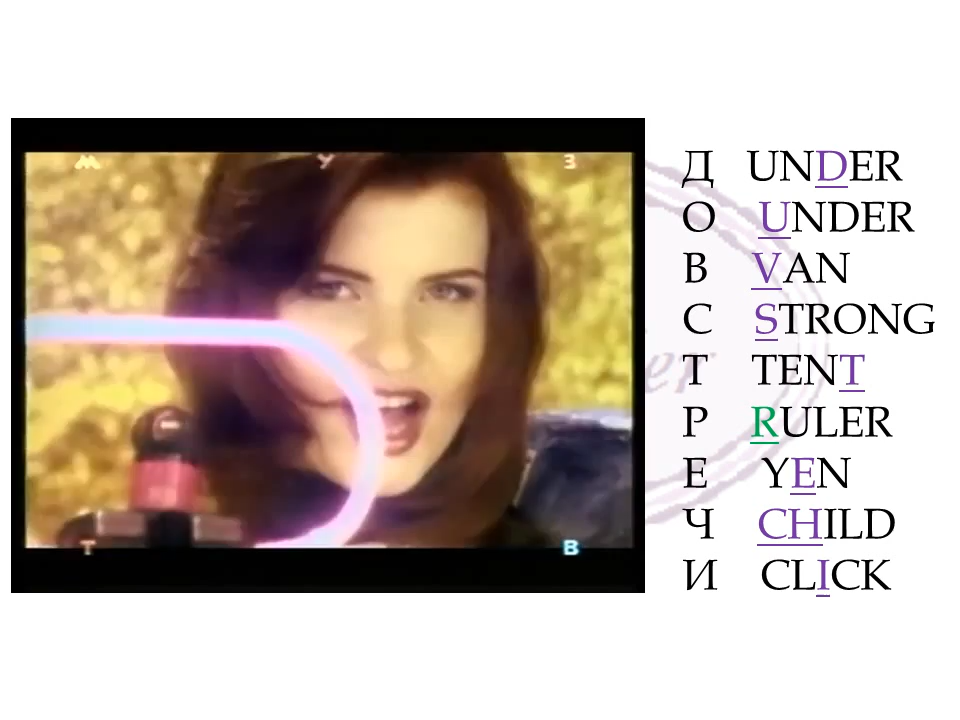 М У З
Т В
Д UNDER
О UNDER
В VAN
С STRONG
Т TENT
Р RULER
Е YEN
Ч CHILD
И CLICK